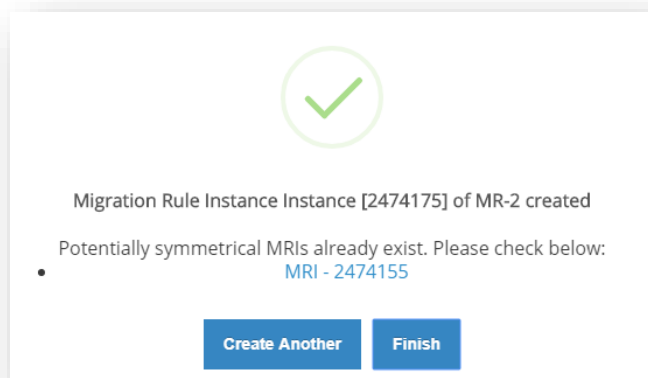 Migration Rule Instance Instance [2474175] of MR-2 created
Potentially symmetrical MRIs already exist. Please check below:
MRI - 2474155
Create Another
Finish